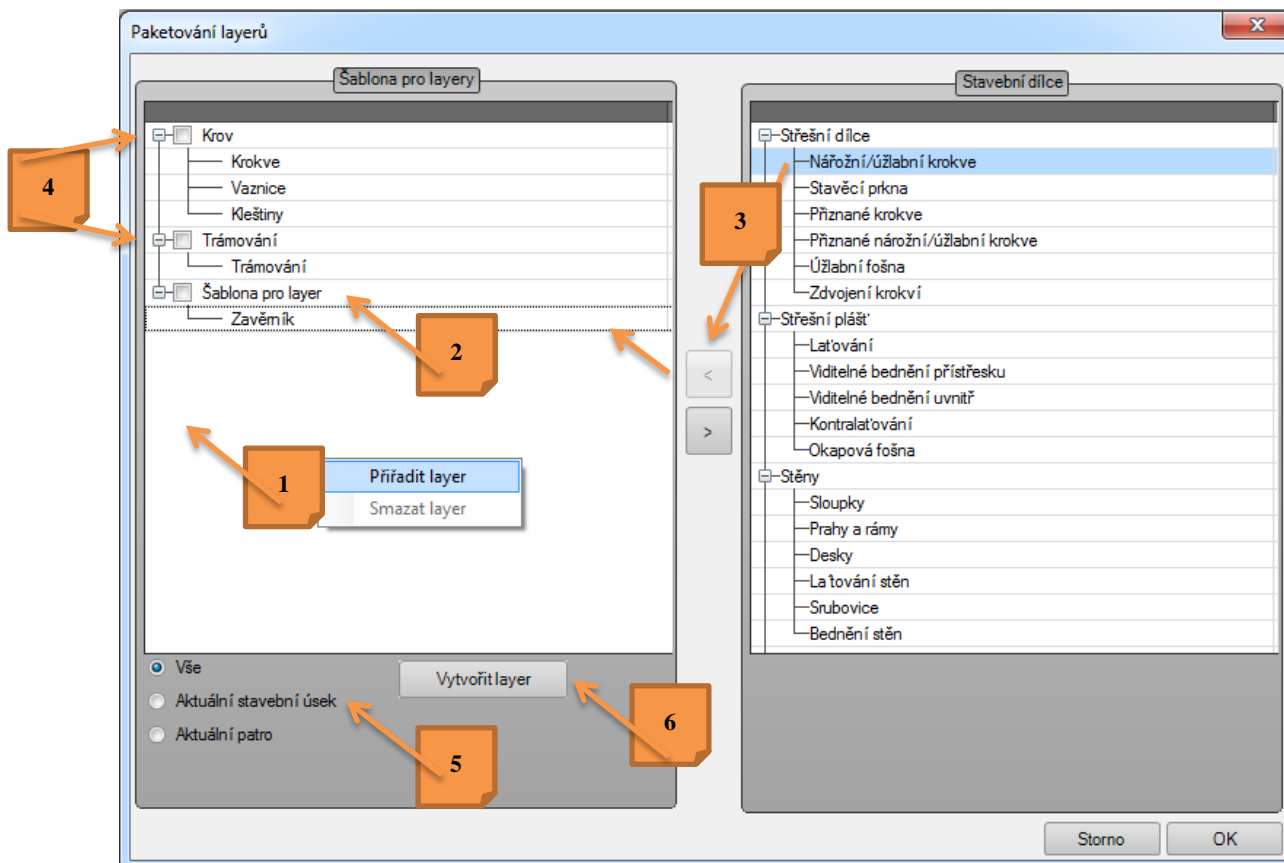 Paketování layerů
Šablona pro layery
Krov
Krokve
Vaznice
Kleštiny
Trámování
Trámování
Šablona pro layer
Zavěrník
4
2
1
Přiřadit layer
Smazat layer
Vše
Aktuální stavební úsek
Aktuální patro
Vytvořit layer
5
6
3
<
>
Stavební dílce
Střešní dílce
Nářožní/úžlabní krokve
Stavěcí prkna
Přiznané krokve
Přiznané nárožní/úžlabní krokve
Úžlabní fošna
Zdvojení krokví
Střešní plášť
Laťování
Viditelné bednění přístřesku
Viditelné bednění uvnitř
Kontralaťování
Okapová fošna
Stěny
Sloupky
Prahy a rámy
Desky
Laťování stěn
Srubovice
Bednění stěn
Storno
OK